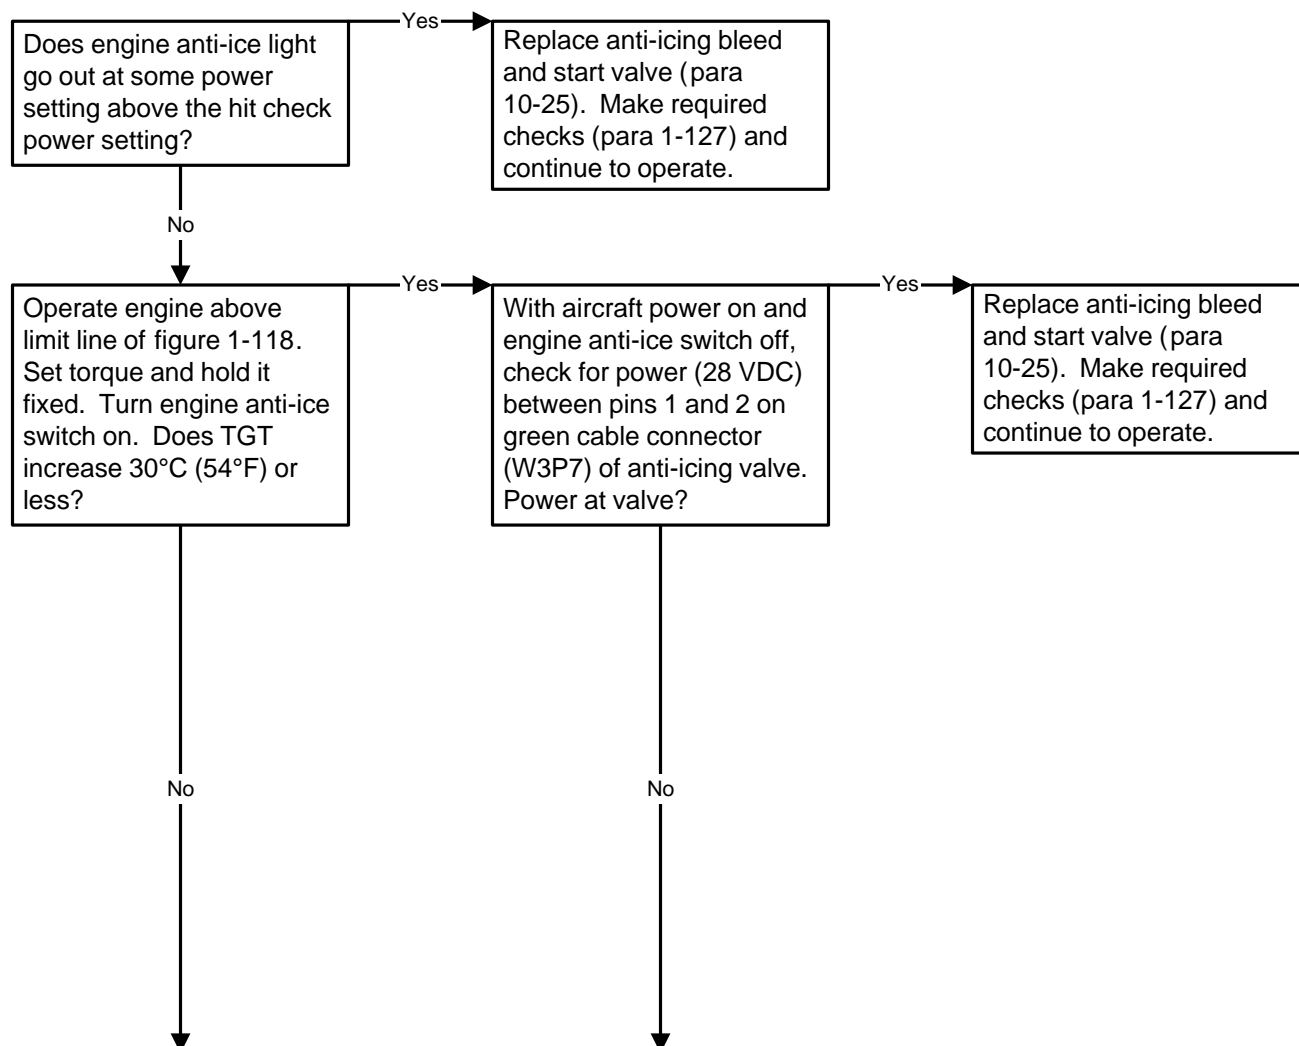 Yes
Does engine anti-ice light
go out at some power
setting above the hit check
power setting?
Replace anti-icing bleed
and start valve (para
10-25). Make required
checks (para 1-127) and
continue to operate.
No
Yes
Yes
Operate engine above
limit line of figure 1-118.
Set torque and hold it
fixed. Turn engine anti-ice
switch on. Does TGT
increase 30°C (54°F) or
less?
With aircraft power on and
engine anti-ice switch off,
check for power (28 VDC)
between pins 1 and 2 on
green cable connector
(W3P7) of anti-icing valve.
Power at valve?
Replace anti-icing bleed
and start valve (para
10-25). Make required
checks (para 1-127) and
continue to operate.
No
No